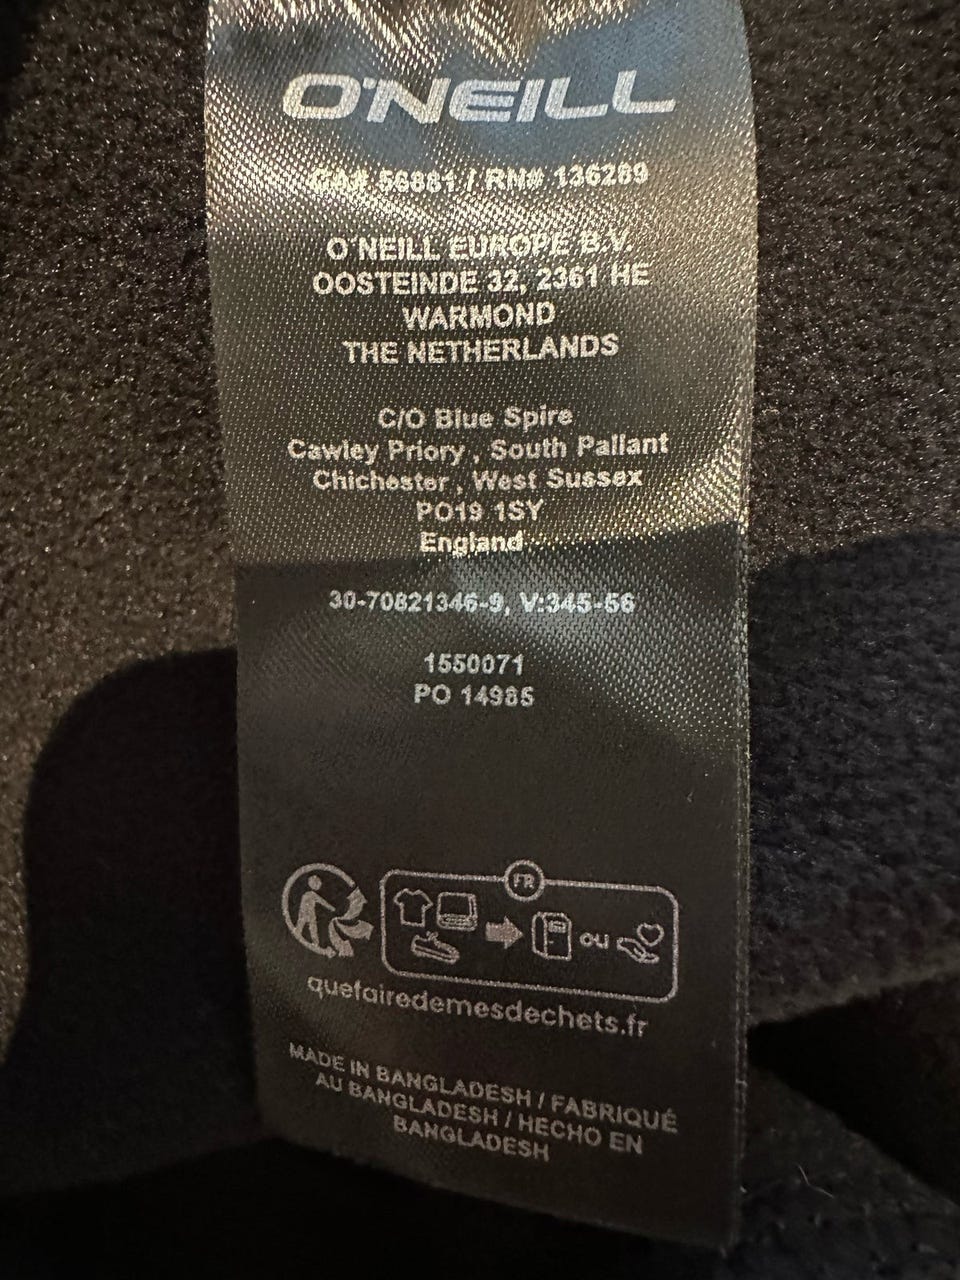 O'NEILL
CA# 56881 / RN# 136289
O'NEILL EUROPE B.V.
OOSTEINDE 32, 2361 HE
WARMOND
THE NETHERLANDS
C/O Blue Spire
Cawley Priory , South Pallant
Chichester , West Sussex
PO19 1SY
England
30-70821346-9, V:345-56
1550071
PO 14985
FR
OU
quefairedemesdechets.fr
MADE IN BANGLADESH / FABRIQUÉ
AU BANGLADESH / HECHO EN
BANGLADESH